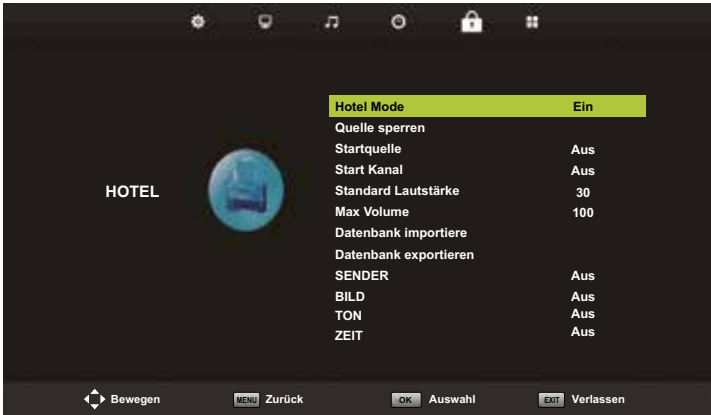 Hotel Mode Ein
Quelle sperren
Startquelle Aus
Start Kanal Aus
HOTEL
Standard Lautstärke 30
Max Volume 100
Datenbank importiere
Datenbank exportieren
SENDER Aus
BILD Aus
TON Aus
ZEIT Aus
Bewegen MENU Zurück OK Auswahl EXIT Verlassen